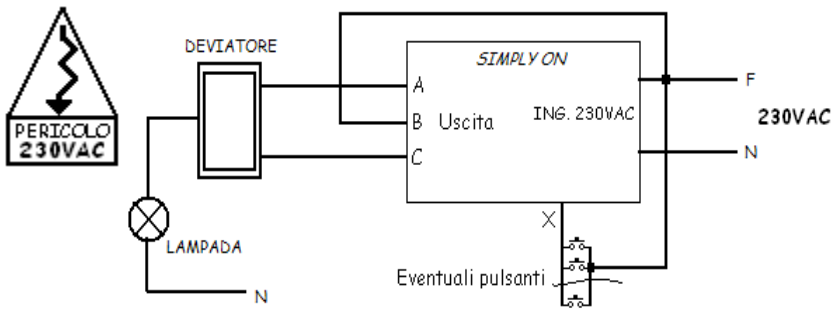 DEVIATORE
SIMPLY ON
A
F
PERICOLO
230VAC
B Uscita
ING. 230VAC
230VAC
C
N
X
LAMPADA
Eventuali pulsanti
N